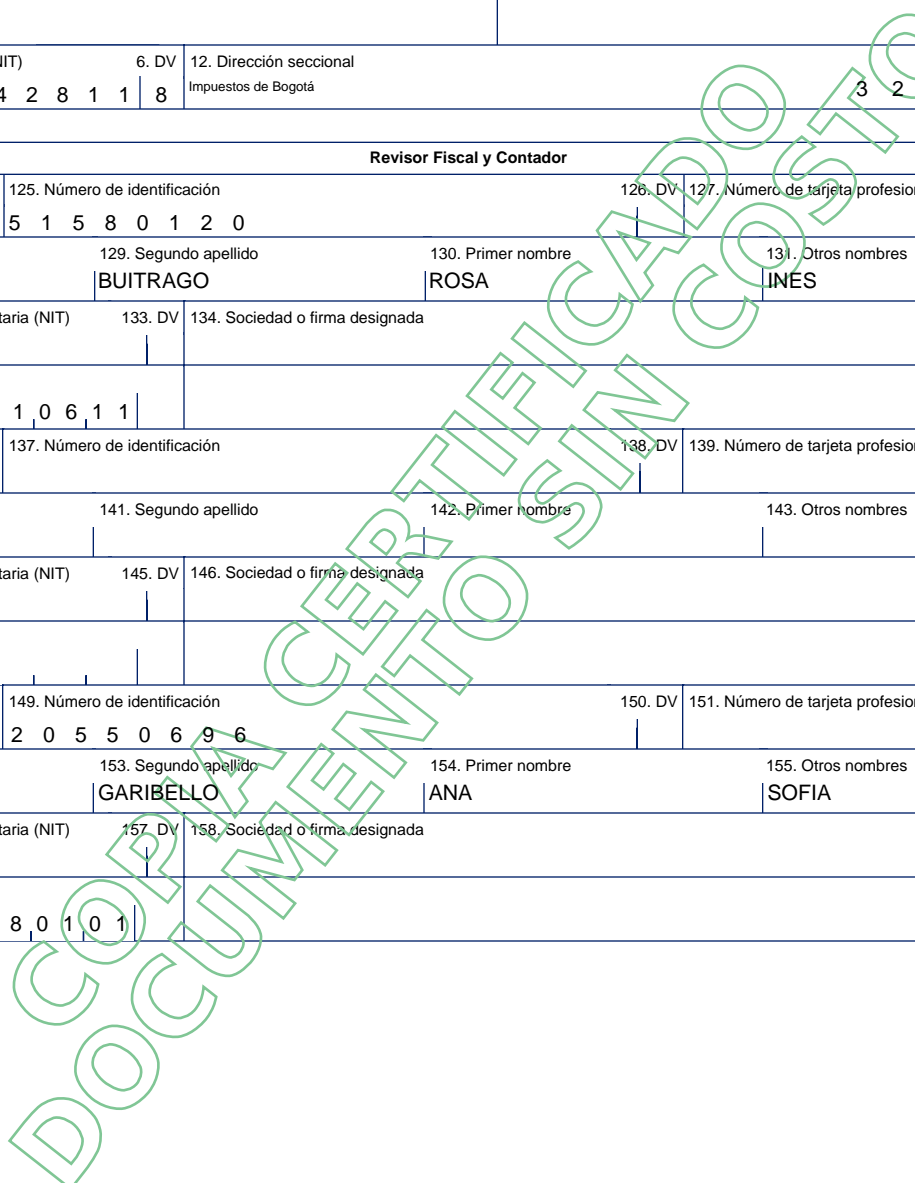 NIT) 6. DV 12. Dirección seccional
4 2 8 1 1 8 Impuestos de Bogotá 3 2
Revisor Fiscal y Contador
125. Número de identificación 126. DV 127. Número de tarjeta profesion
5 1 5 8 0 1 2 0
129. Segundo apellido 130. Primer nombre 131. Otros nombres
BUITRAGO ROSA INES
taria (NIT) 133. DV 134. Sociedad o firma designada
1 0 6 1 1
137. Número de identificación 138. DV 139. Número de tarjeta profesion
141. Segundo apellido 142. Primer nombre 143. Otros nombres
taria (NIT) 145. DV 146. Sociedad o firma designada
149. Número de identificación 150. DV 151. Número de tarjeta profesion
2 0 5 5 0 6 9 6
153. Segundo apellido 154. Primer nombre 155. Otros nombres
GARIBELLO ANA SOFIA
taria (NIT) 157. DV 158. Sociedad o firma designada
8 0 1 0 1
COPIA CERTIFICADO
DOCUMENTO SIN COSTO